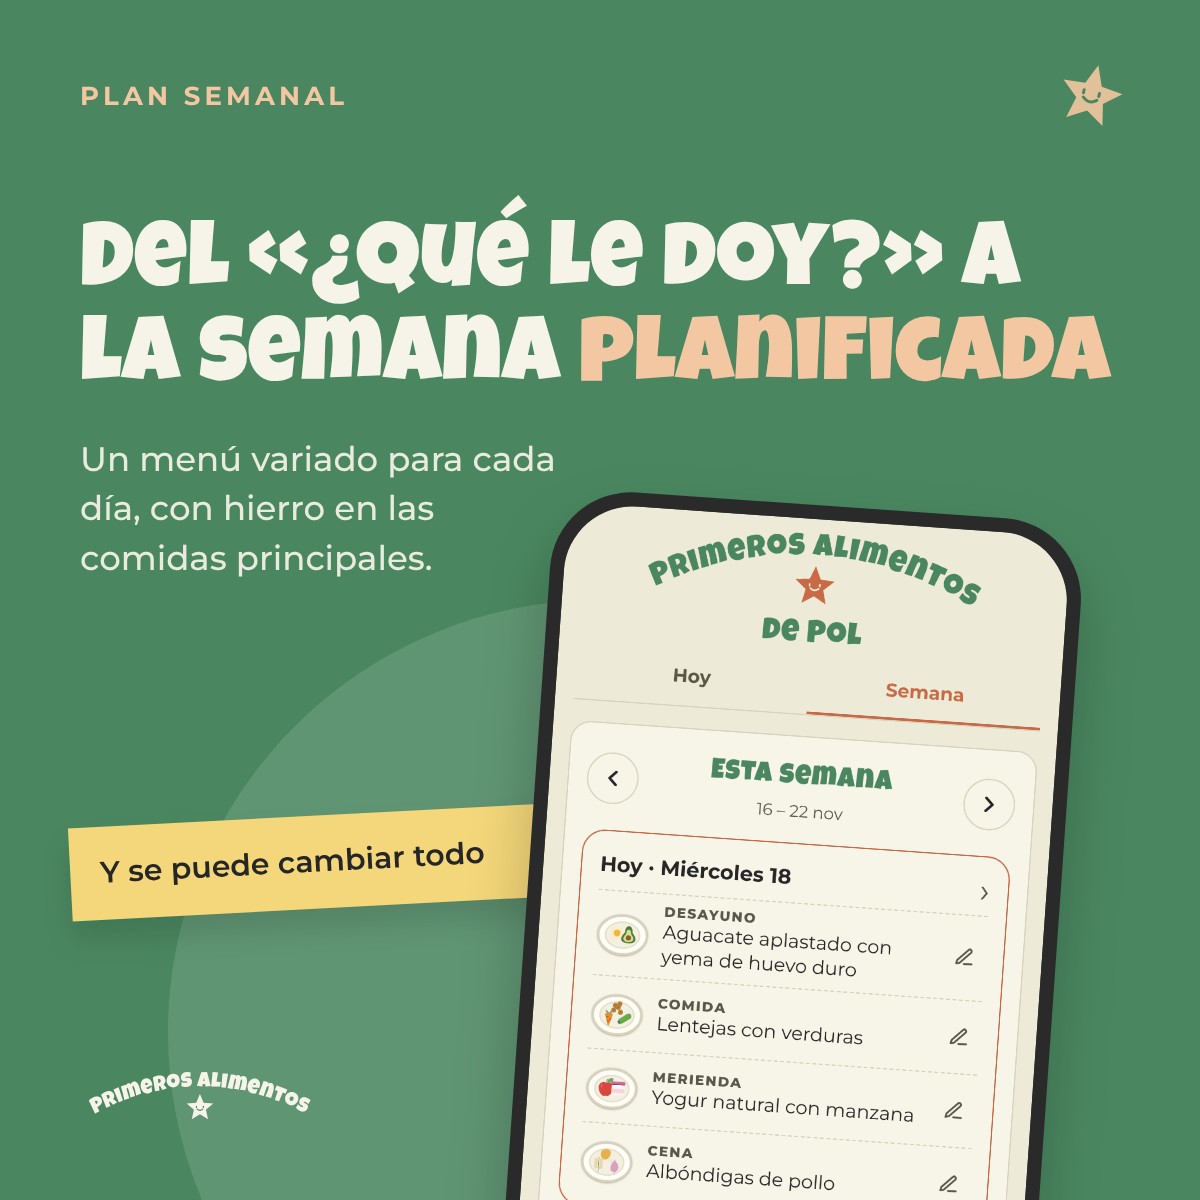 PLAN SEMANAL
DEL «¿QUÉ LE DOY?» A
LA SEMANA PLANIFICADA
Un menú variado para cada
día, con hierro en las
comidas principales.
PRIMEROS ALIMENTOS
DE POL
Hoy
Semana
ESTA SEMANA
16 – 22 nov
Y se puede cambiar todo
Hoy · Miércoles 18
DESAYUNO
Aguacate aplastado con
yema de huevo duro
COMIDA
Lentejas con verduras
MERIENDA
Yogur natural con manzana
CENA
Albóndigas de pollo
PRIMEROS ALIMENTOS